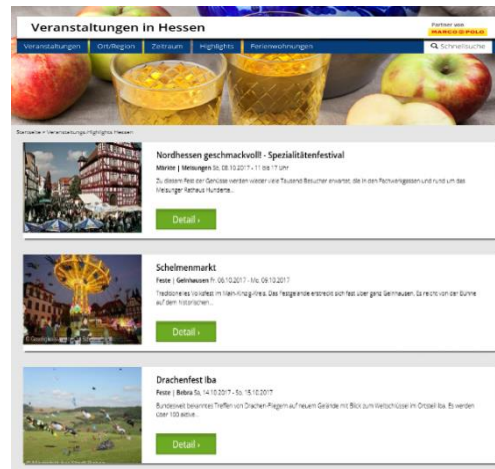 Veranstaltungen in Hessen
Partner von
MARCO POLO
Veranstaltungen Ort/Region Zeitraum Highlights Ferienwohnungen Schnellsuche
Startseite » Veranstaltungs-Highlights Hessen
Nordhessen geschmackvoll! - Spezialitätenfestival
Märkte | Melsungen So, 08.10.2017 - 11 bis 17 Uhr
Zu diesem Fest der Genüsse werden wieder viele Tausend Besucher erwartet, die in den Fachwerkgassen und rund um das
Melsunger Rathaus Hunderte...
Detail ›
Schelmenmarkt
Feste | Gelnhausen Fr, 06.10.2017 - Mo, 09.10.2017
Traditionelles Volksfest im Main-Kinzig-Kreis. Das Festgelände erstreckt sich fast über ganz Gelnhausen. Es reicht von der Bühne
auf dem historischen...
Detail ›
Drachenfest Iba
Feste | Bebra Sa, 14.10.2017 - So, 15.10.2017
Bundesweit bekanntes Treffen von Drachen-Fliegern auf neuem Gelände mit Blick zum Weltschlüssel im Ortsteil Iba. Es werden
über 100 aktive...
Detail ›